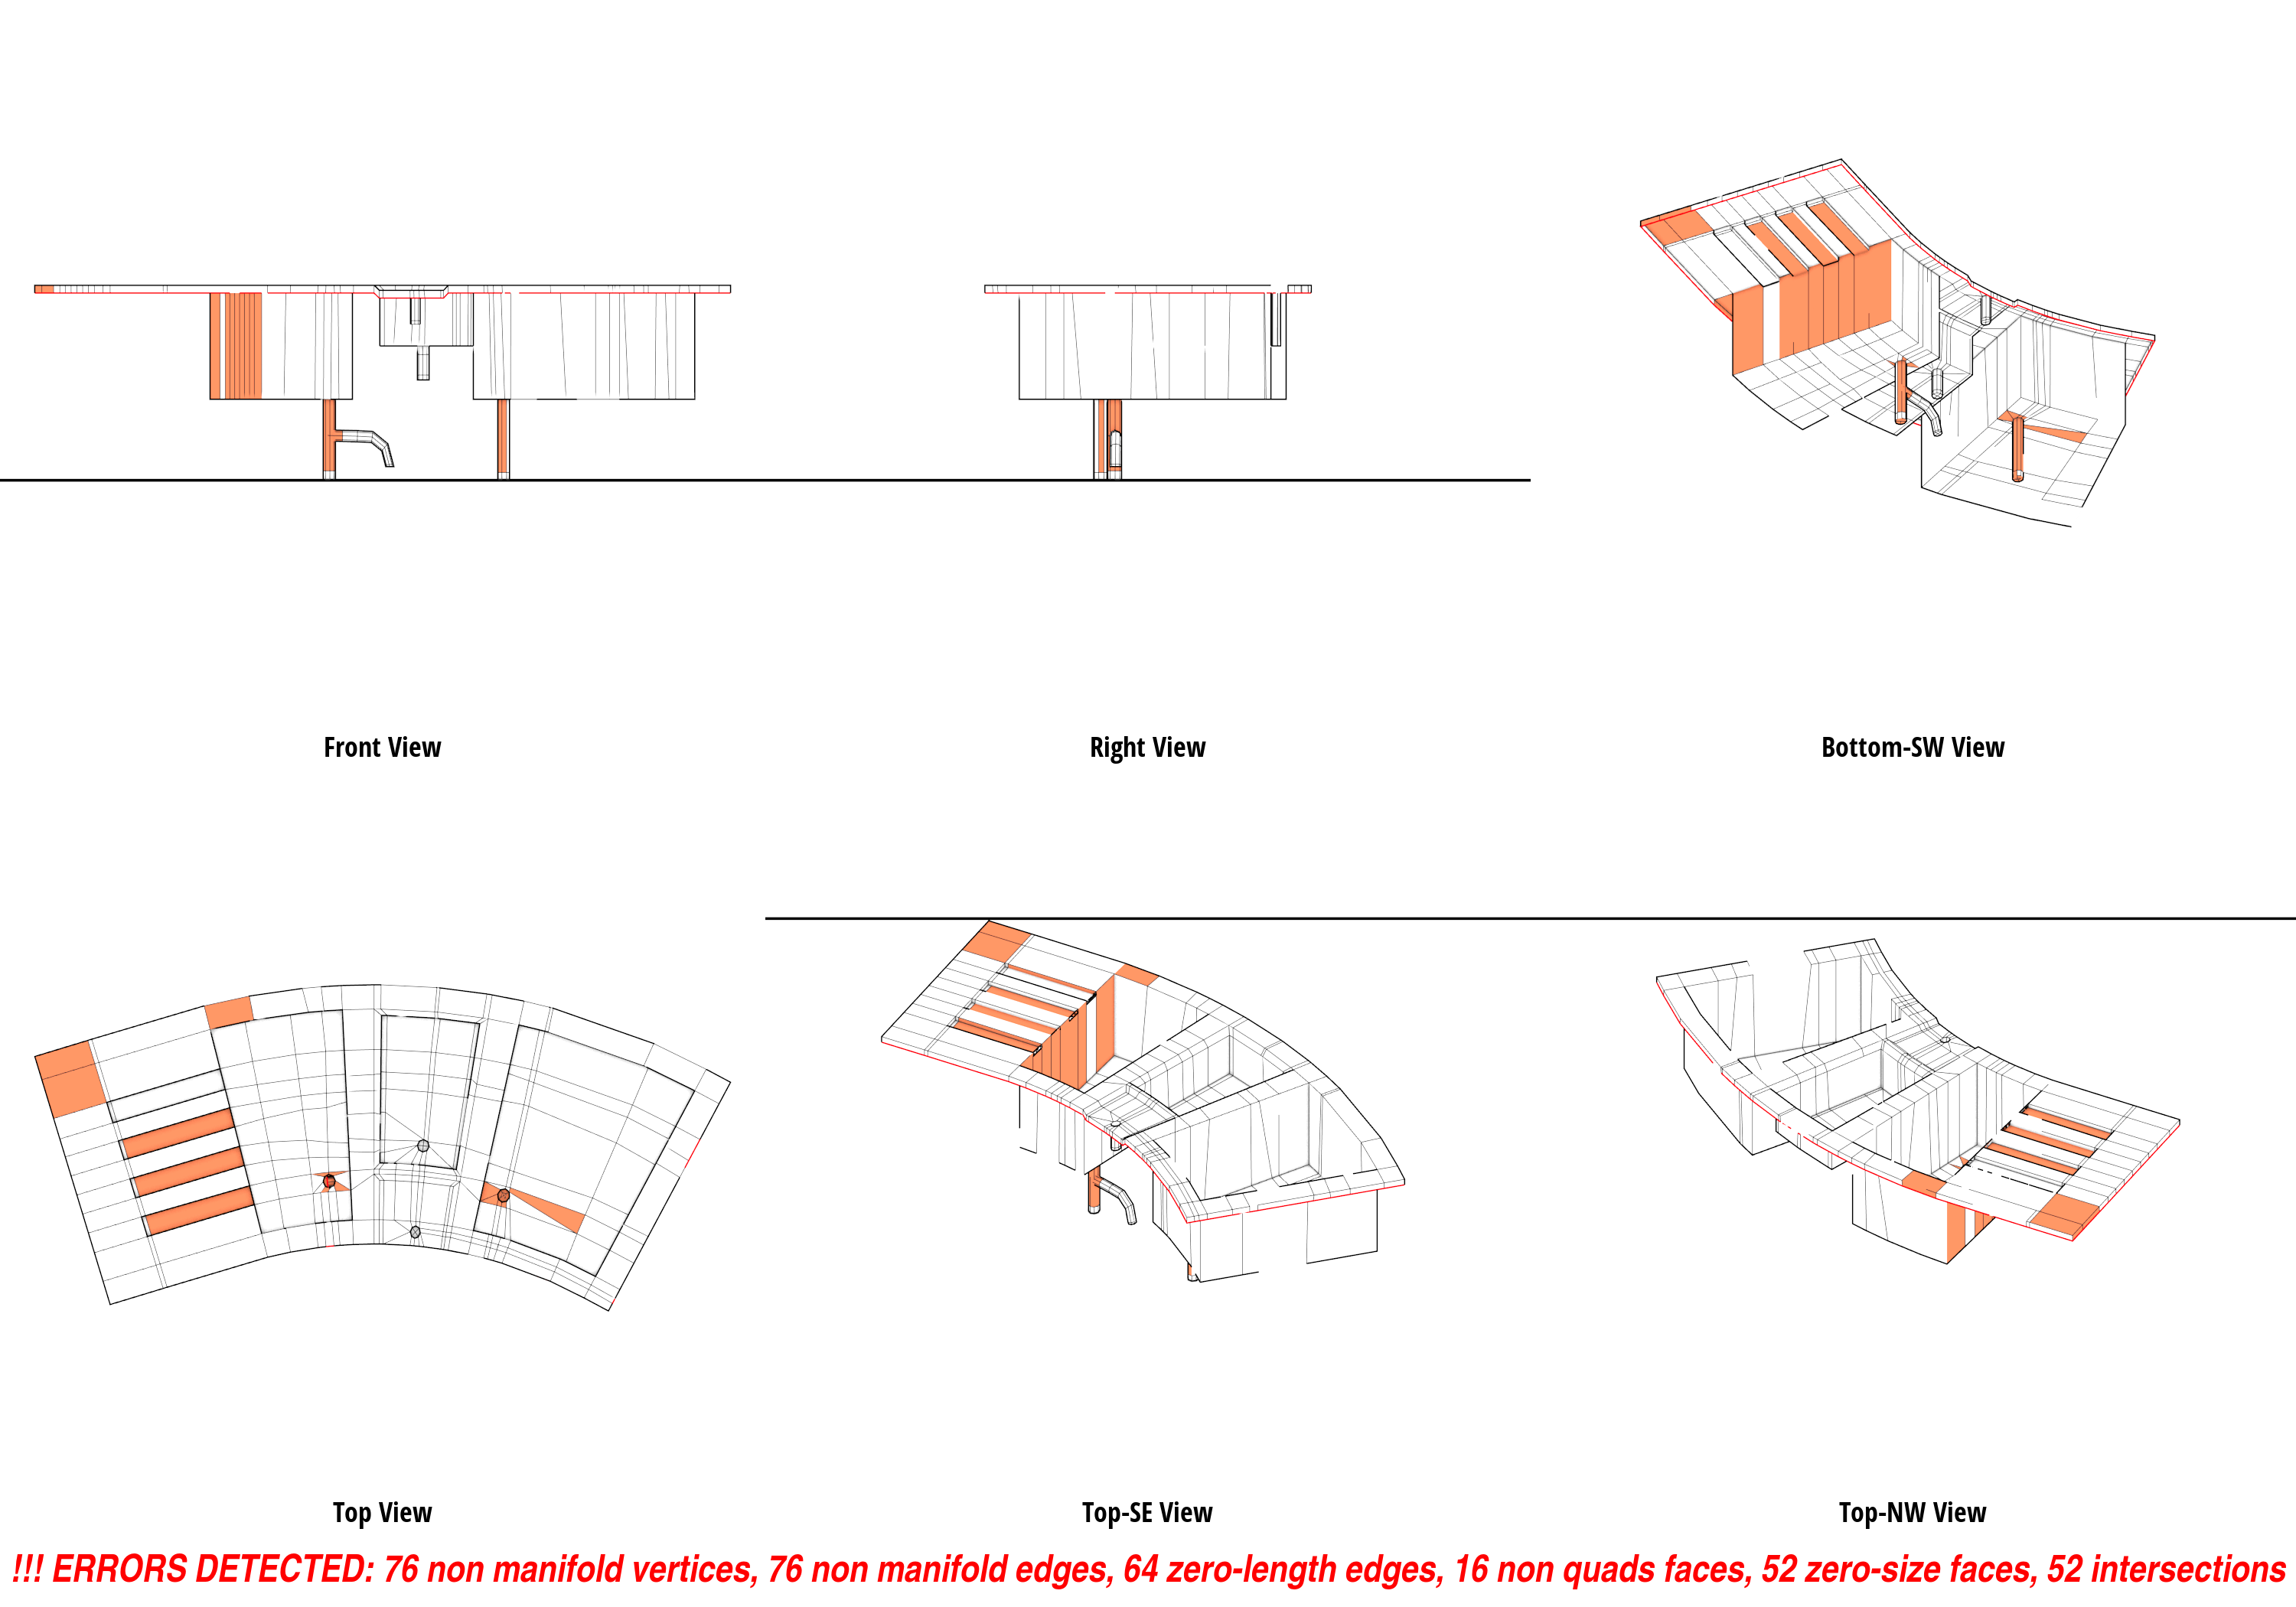 Front View
Right View
Bottom-SW View
Top View
Top-SE View
Top-NW View
!!! ERRORS DETECTED: 76 non manifold vertices, 76 non manifold edges, 64 zero-length edges, 16 non quads faces, 52 zero-size faces, 52 intersections